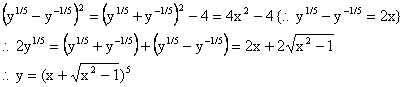 (y^{1/5} − y^{−1/5})^2 = (y^{1/5} + y^{−1/5})^2 − 4 = 4x^2 − 4 {∴ y^{1/5} − y^{−1/5} = 2x}
∴ 2y^{1/5} = (y^{1/5} + y^{−1/5}) + (y^{1/5} − y^{−1/5}) = 2x + 2√(x^2 − 1)
∴ y = (x + √(x^2 − 1))^5